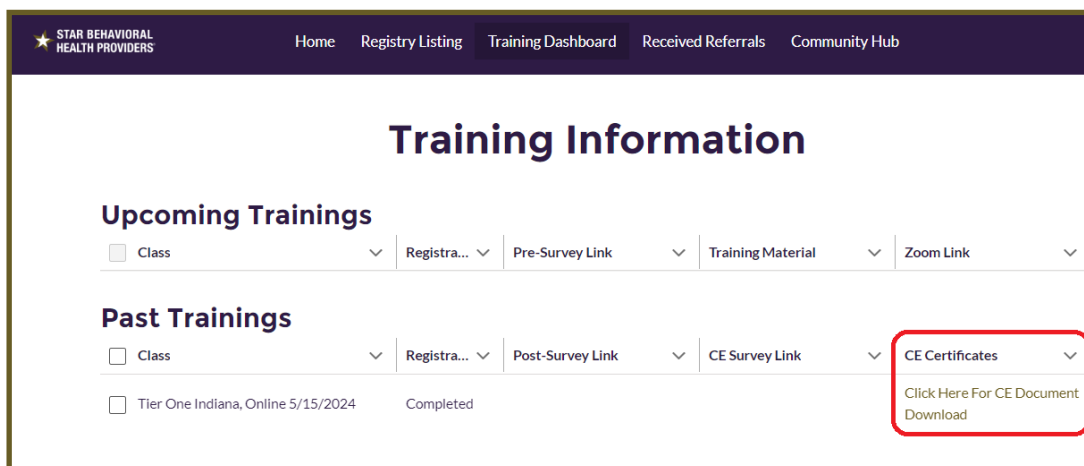 STAR BEHAVIORAL
HEALTH PROVIDERS
Home Registry Listing Training Dashboard Received Referrals Community Hub
Training Information
Upcoming Trainings
Class Registra... Pre-Survey Link Training Material Zoom Link
Past Trainings
Class Registra... Post-Survey Link CE Survey Link CE Certificates
Tier One Indiana, Online 5/15/2024 Completed Click Here For CE Document
Download